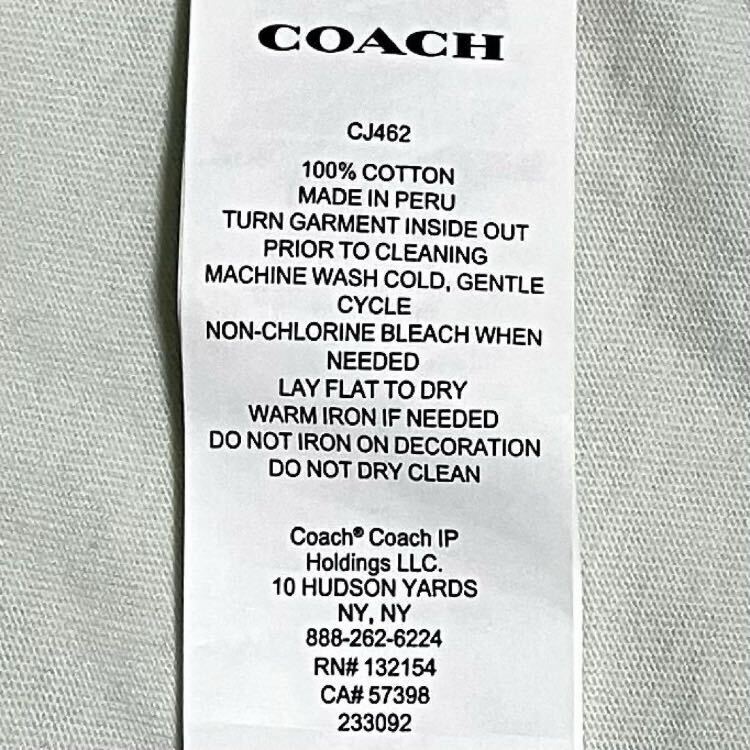 COACH
CJ462
100% COTTON
MADE IN PERU
TURN GARMENT INSIDE OUT
PRIOR TO CLEANING
MACHINE WASH COLD, GENTLE
CYCLE
NON-CHLORINE BLEACH WHEN
NEEDED
LAY FLAT TO DRY
WARM IRON IF NEEDED
DO NOT IRON ON DECORATION
DO NOT DRY CLEAN
Coach® Coach IP
Holdings LLC.
10 HUDSON YARDS
NY, NY
888-262-6224
RN# 132154
CA# 57398
233092